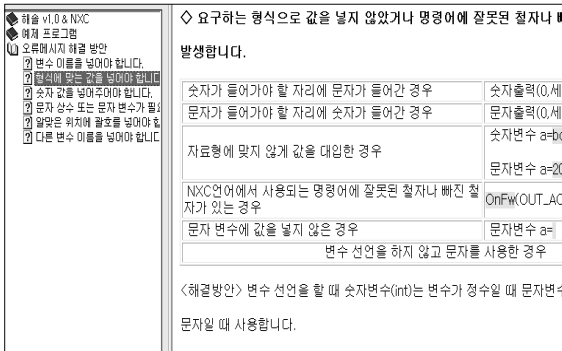 해솔 v1,0 & NXC
예제 프로그램
오류메시지 해결 방안
변수 이름을 넣어야 합니다.
형식에 맞는 값을 넣어야 합니다
숫자 값을 넣어주어야 합니다.
문자 상수 또는 문자 변수가 필요
알맞은 위치에 괄호를 넣어야 합
다른 변수 이름을 넣어야 합니다
◇ 요구하는 형식으로 값을 넣지 않았거나 명령어에 잘못된 철자나
발생합니다.
숫자가 들어가야 할 자리에 문자가 들어간 경우 숫자출력(0,세
문자가 들어가야 할 자리에 숫자가 들어간 경우 문자출력(0,세
자료형에 맞지 않게 값을 대입한 경우
숫자변수 a=bo
문자변수 a=20
NXC언어에서 사용되는 명령어에 잘못된 철자나 빠진 철
자가 있는 경우
OnFw(OUT_AC
문자 변수에 값을 넣지 않은 경우 문자변수 a=
변수 선언을 하지 않고 문자를 사용한 경우
<해결방안> 변수 선언을 할 때 숫자변수(int)는 변수가 정수일 때 문자변수
문자일 때 사용합니다.